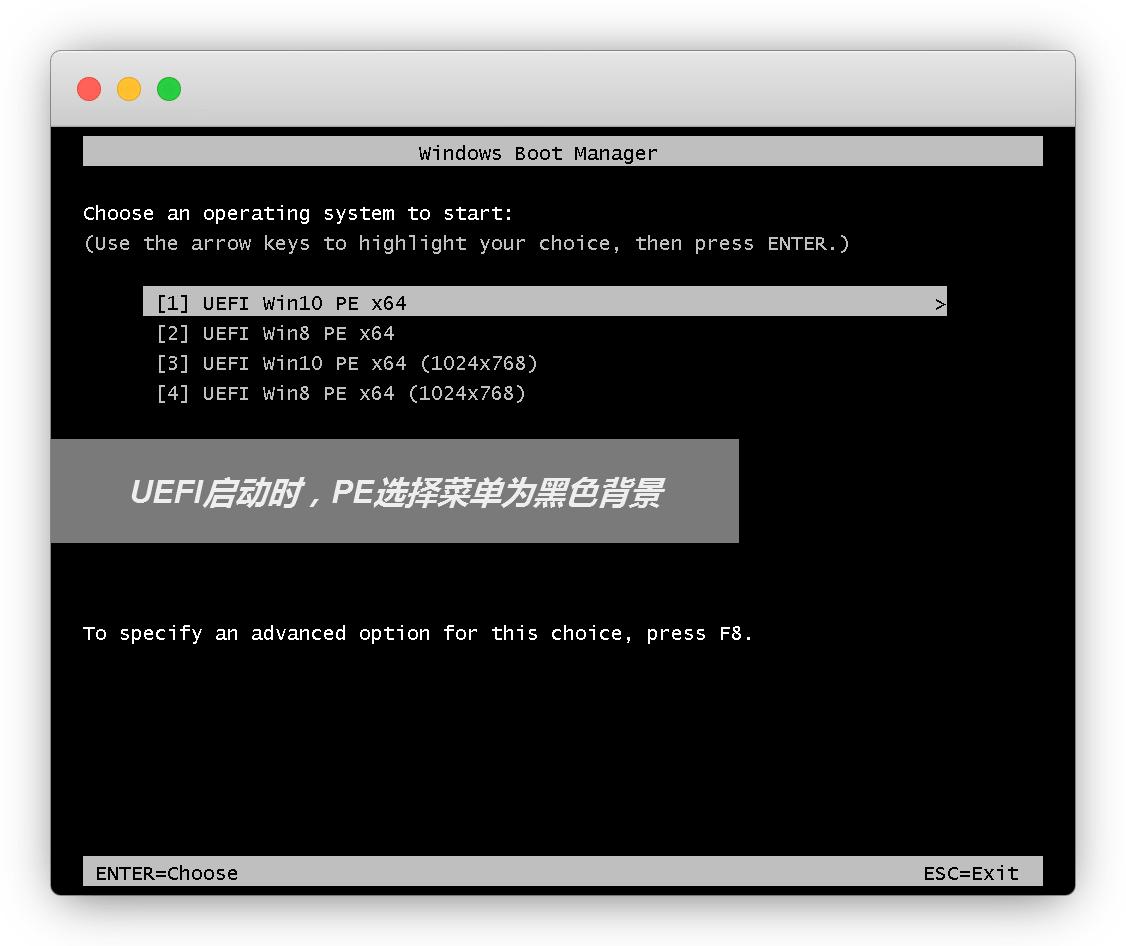 Windows Boot Manager
Choose an operating system to start:
(Use the arrow keys to highlight your choice, then press ENTER.)
[1] UEFI Win10 PE x64 >
[2] UEFI Win8 PE x64
[3] UEFI Win10 PE x64 (1024x768)
[4] UEFI Win8 PE x64 (1024x768)
UEFI启动时，PE选择菜单为黑色背景
To specify an advanced option for this choice, press F8.
ENTER=Choose ESC=Exit